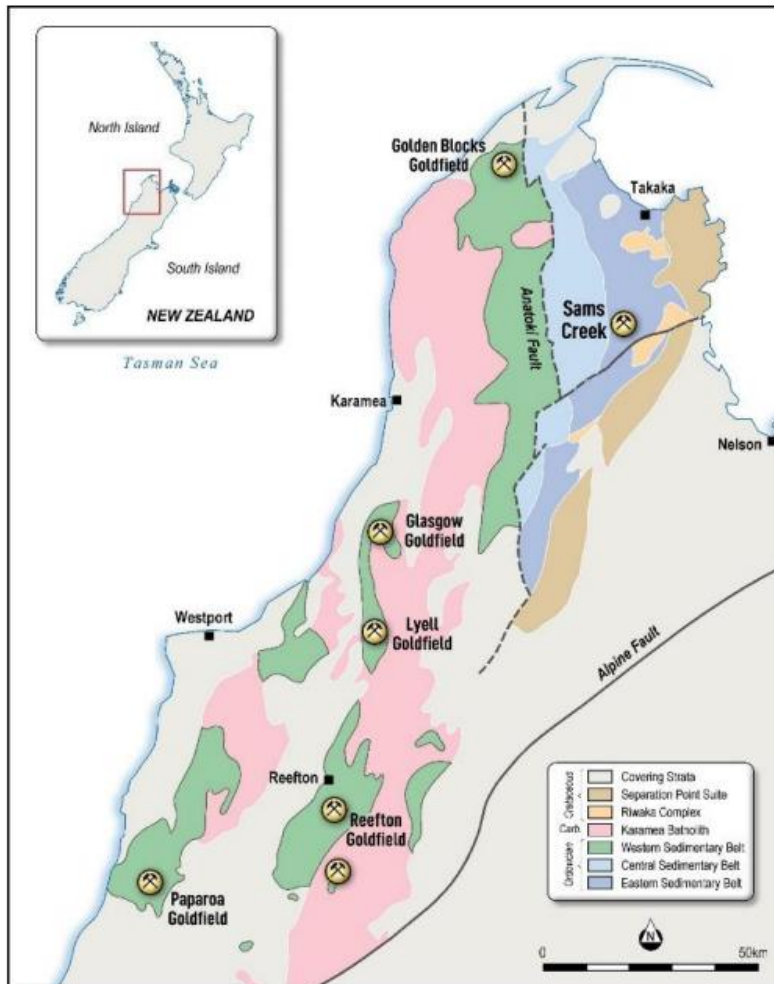 North Island
South Island
NEW ZEALAND
Tasman Sea
Golden Blocks
Goldfield
Takaka
Anatoki Fault
Sams
Creek
Karamea
Nelson
Glasgow
Goldfield
Westport
Lyell
Goldfield
Alpine Fault
Reefton
Reefton
Goldfield
Paparoa
Goldfield
Cretaceous
Carb.
Covering Strata
Separation Point Suite
Riwaka Complex
Karamea Batholith
Western Sedimentary Belt
Central Sedimentary Belt
Eastern Sedimentary Belt
N
0
50km